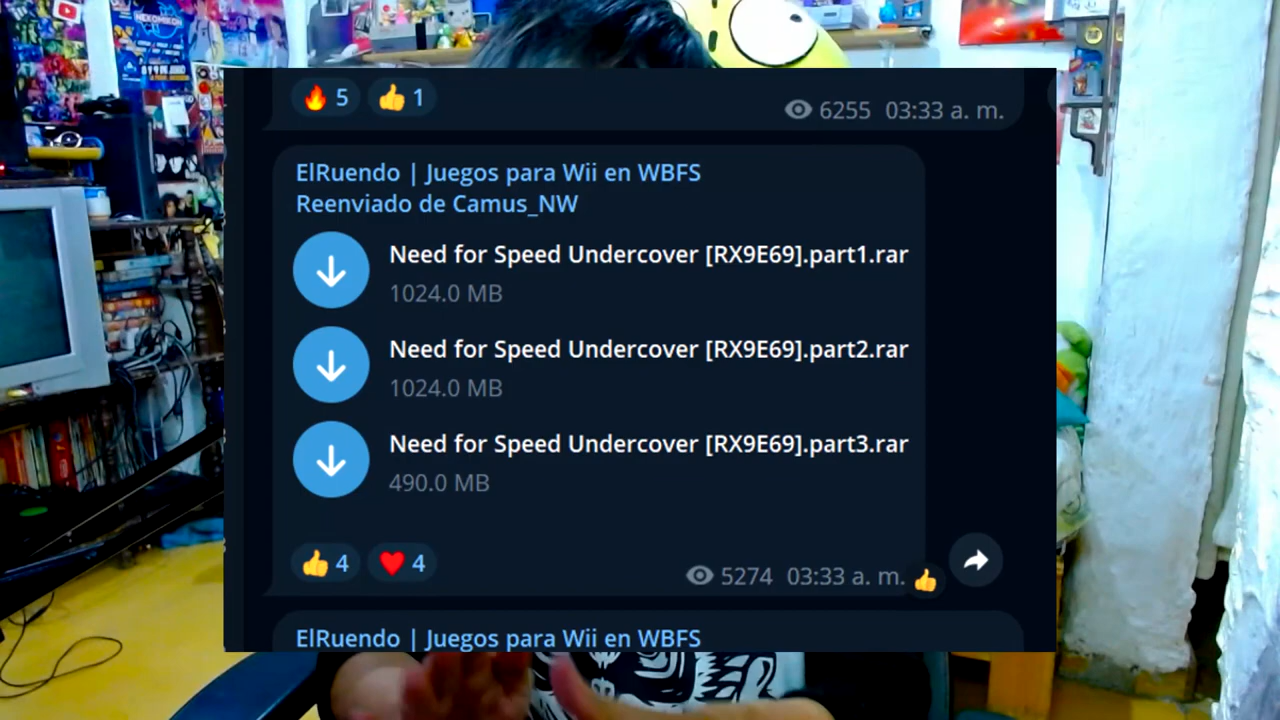 NEKOMIKON
🔥 5 👍 1
6255 03:33 a. m.
ElRuendo | Juegos para Wii en WBFS
Reenviado de Camus_NW
Need for Speed Undercover [RX9E69].part1.rar
1024.0 MB
Need for Speed Undercover [RX9E69].part2.rar
1024.0 MB
Need for Speed Undercover [RX9E69].part3.rar
490.0 MB
👍 4 ❤️ 4
5274 03:33 a. m. 👍
ElRuendo | Juegos para Wii en WBFS